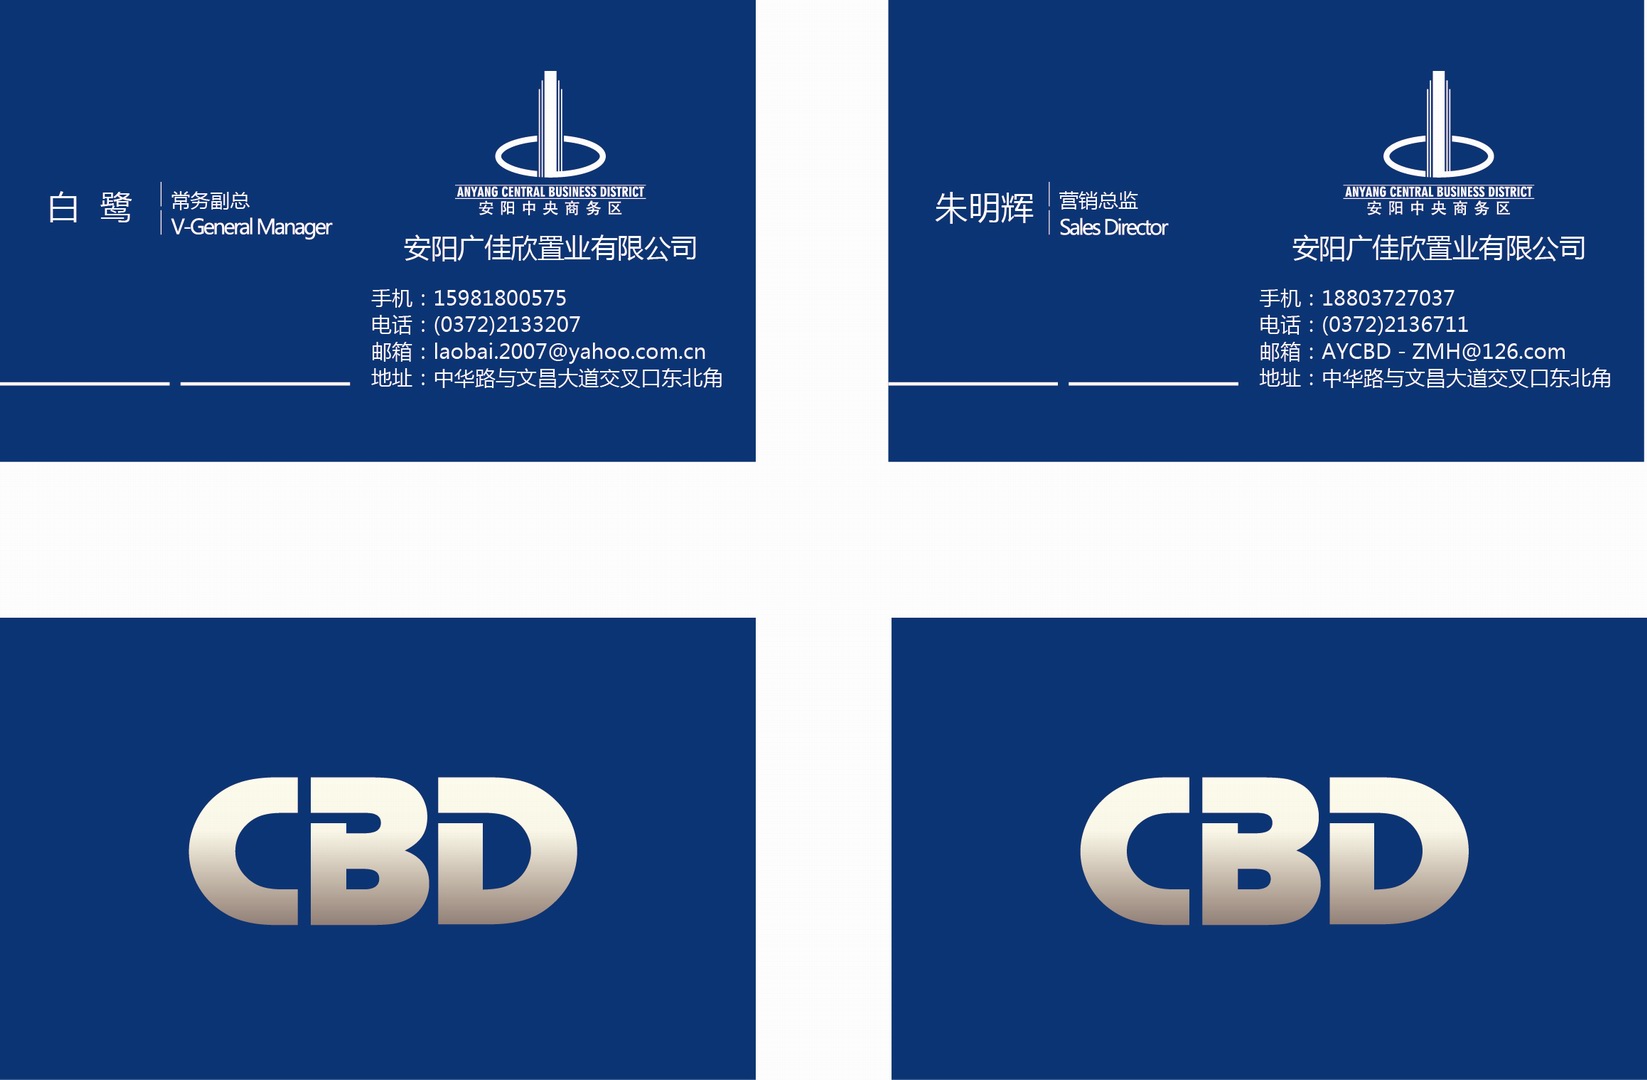 白 鹭
常务副总
V-General Manager
ANYANG CENTRAL BUSINESS DISTRICT
安阳中央商务区
安阳广佳欣置业有限公司
手机：15981800575
电话：(0372)2133207
邮箱：laobai.2007@yahoo.com.cn
地址：中华路与文昌大道交叉口东北角
朱明辉
营销总监
Sales Director
ANYANG CENTRAL BUSINESS DISTRICT
安阳中央商务区
安阳广佳欣置业有限公司
手机：18803727037
电话：(0372)2136711
邮箱：AYCBD - ZMH@126.com
地址：中华路与文昌大道交叉口东北角
CBD
CBD